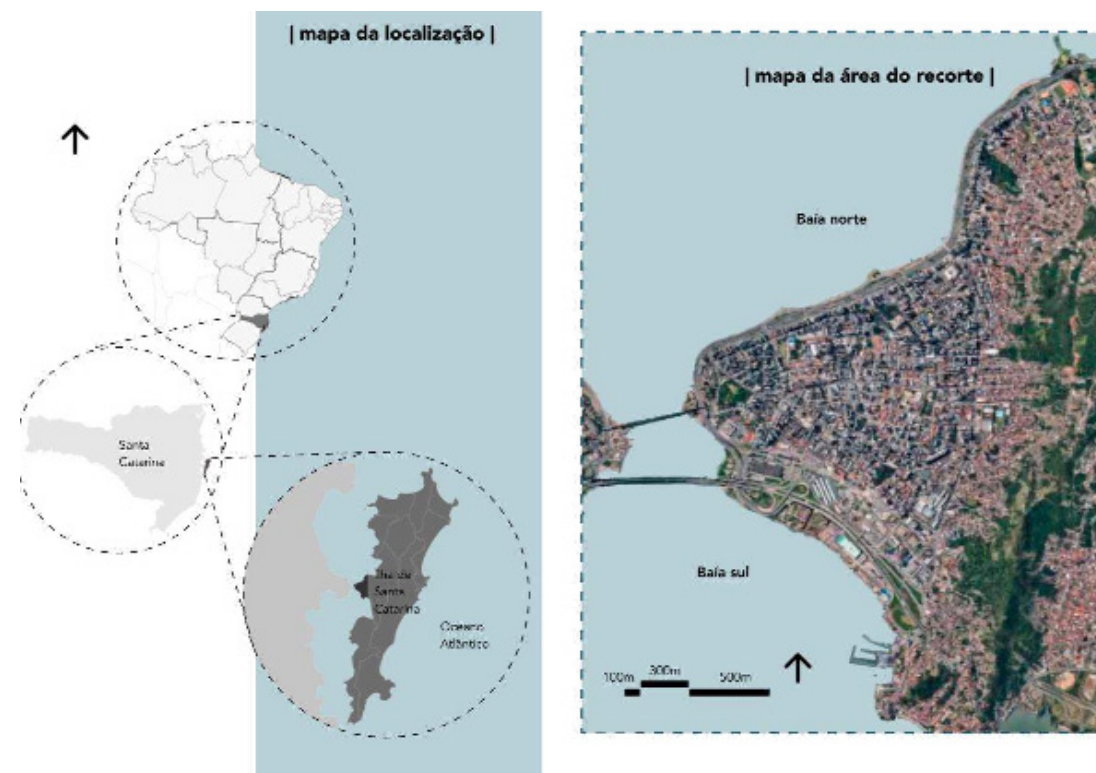 | mapa da localização |
Santa
Catarina
Ilha de
Santa
Catarina
Oceano
Atlântico
| mapa da área do recorte |
Baía norte
Baía sul
100m
300m
500m